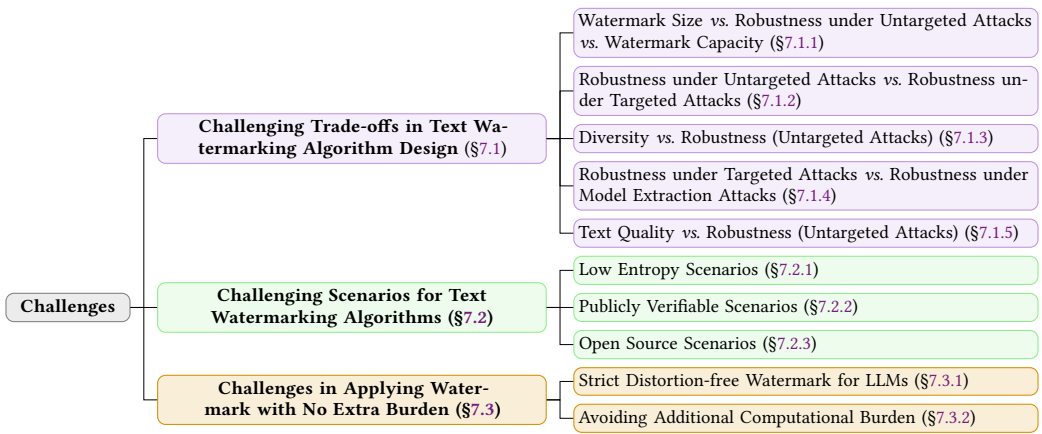 Challenges
Challenging Trade-offs in Text Wa-
termarking Algorithm Design (§7.1)
Watermark Size vs. Robustness under Untargeted Attacks
vs. Watermark Capacity (§7.1.1)
Robustness under Untargeted Attacks vs. Robustness un-
der Targeted Attacks (§7.1.2)
Diversity vs. Robustness (Untargeted Attacks) (§7.1.3)
Robustness under Targeted Attacks vs. Robustness under
Model Extraction Attacks (§7.1.4)
Text Quality vs. Robustness (Untargeted Attacks) (§7.1.5)
Challenging Scenarios for Text
Watermarking Algorithms (§7.2)
Low Entropy Scenarios (§7.2.1)
Publicly Verifiable Scenarios (§7.2.2)
Open Source Scenarios (§7.2.3)
Challenges in Applying Water-
mark with No Extra Burden (§7.3)
Strict Distortion-free Watermark for LLMs (§7.3.1)
Avoiding Additional Computational Burden (§7.3.2)